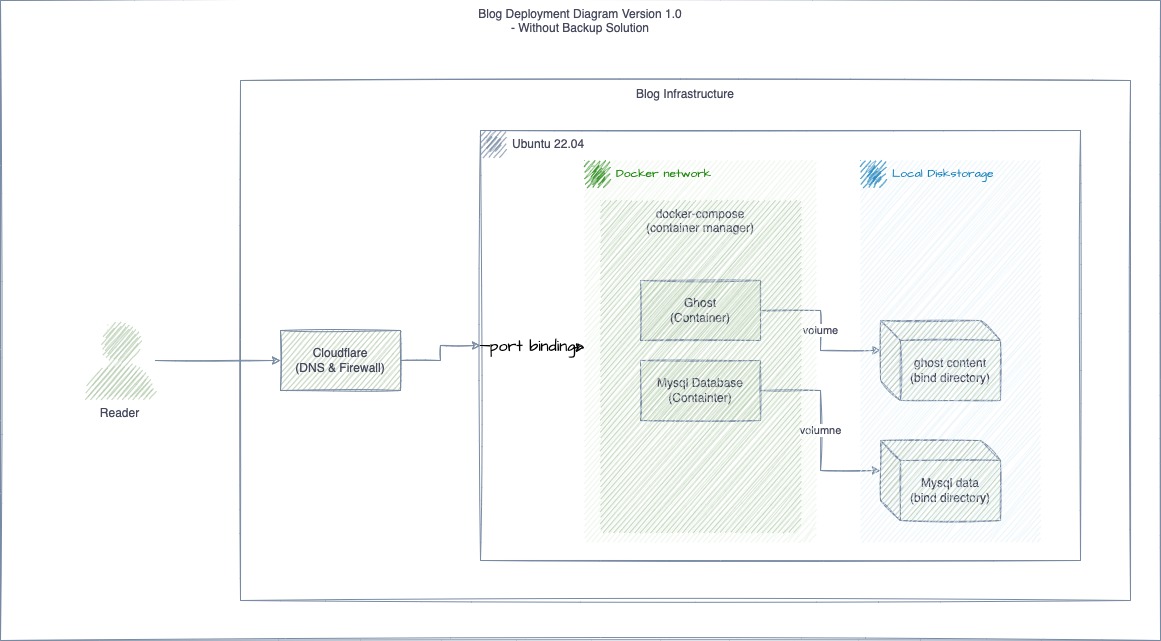 Blog Deployment Diagram Version 1.0
- Without Backup Solution
Blog Infrastructure
Ubuntu 22.04
Docker network
Local Diskstorage
docker-compose
(container manager)
Ghost
(Container)
volume
Cloudflare
(DNS & Firewall)
port binding
ghost content
(bind directory)
Mysql Database
(Containter)
Reader
volumne
Mysql data
(bind directory)